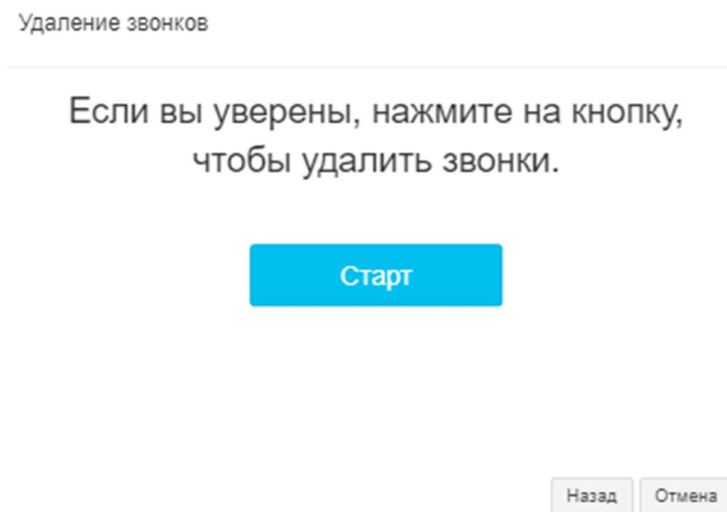 Удаление звонков
Если вы уверены, нажмите на кнопку,
чтобы удалить звонки.
Старт
Назад
Отмена